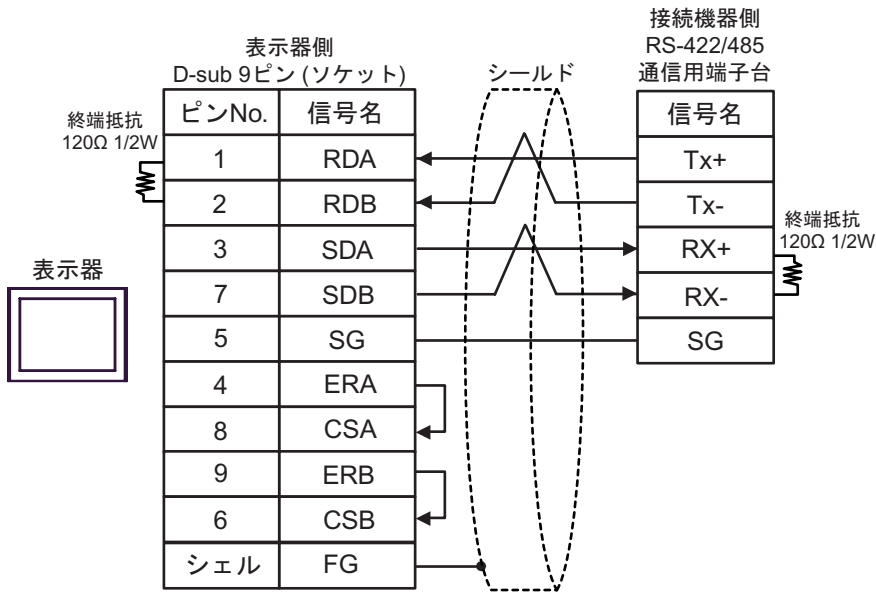 接続機器側
RS-422/485
通信用端子台
表示器側
D-sub 9ピン (ソケット)
シールド
終端抵抗
120Ω 1/2W
ピンNo. 信号名
1 RDA
2 RDB
3 SDA
7 SDB
5 SG
4 ERA
8 CSA
9 ERB
6 CSB
シェル FG
信号名
Tx+
Tx-
RX+
RX-
SG
終端抵抗
120Ω 1/2W
表示器